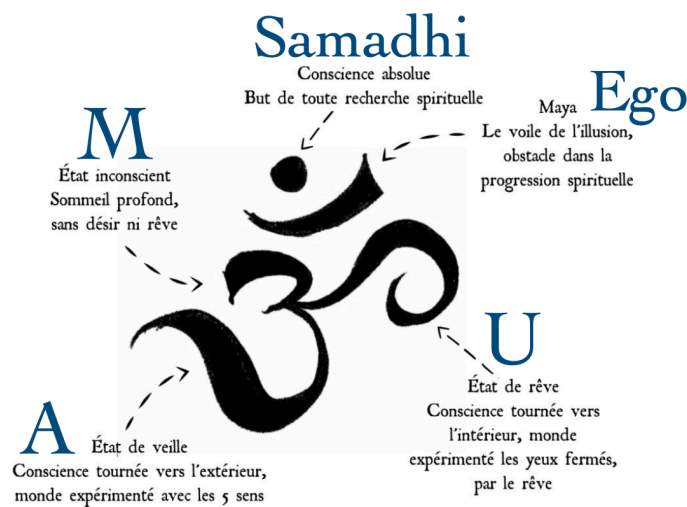 Samadhi
Conscience absolue
But de toute recherche spirituelle
Maya Ego
Le voile de l'illusion,
obstacle dans la
progression spirituelle
M
État inconscient
Sommeil profond,
sans désir ni rêve
U
État de rêve
Conscience tournée vers
l'intérieur, monde
expérimenté les yeux fermés,
par le rêve
A
État de veille
Conscience tournée vers l'extérieur,
monde expérimenté avec les 5 sens
ॐ